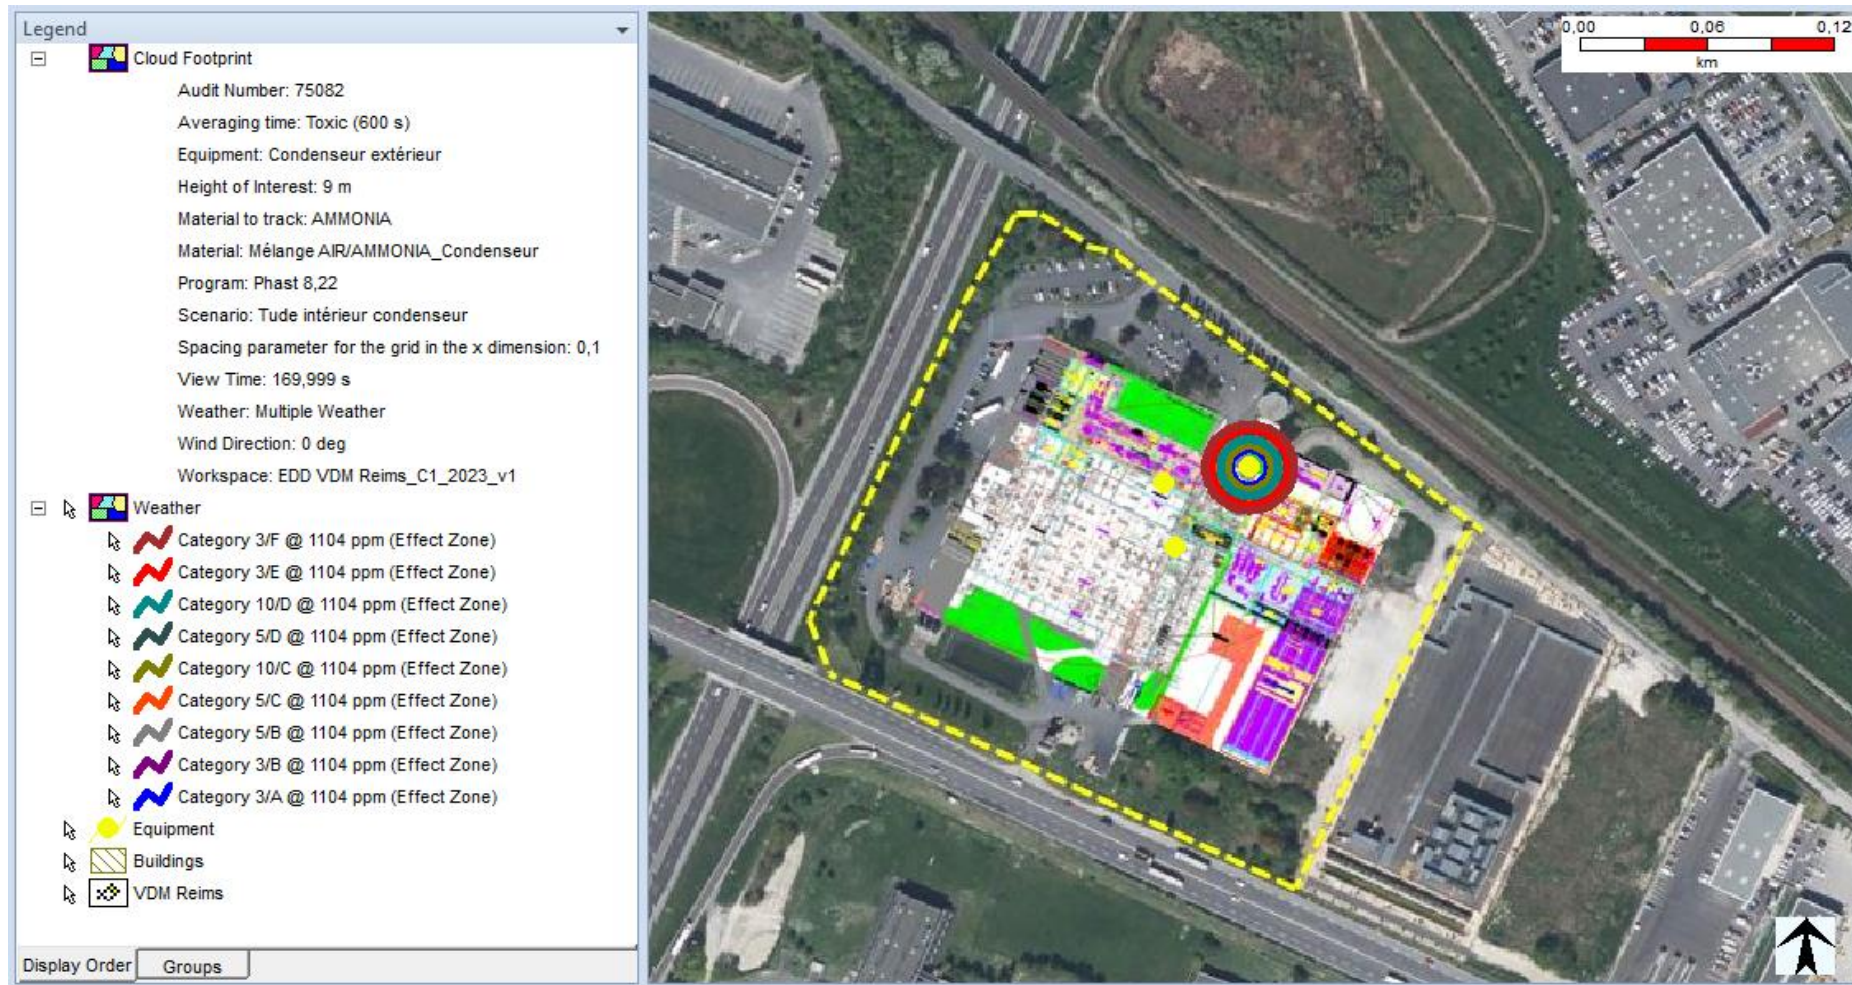 Legend
Cloud Footprint
Audit Number: 75082
Averaging time: Toxic (600 s)
Equipment: Condenseur extérieur
Height of Interest: 9 m
Material to track: AMMONIA
Material: Mélange AIR/AMMONIA_Condenseur
Program: Phast 8,22
Scenario: Tude intérieur condenseur
Spacing parameter for the grid in the x dimension: 0,1
View Time: 169,999 s
Weather: Multiple Weather
Wind Direction: 0 deg
Workspace: EDD VDM Reims_C1_2023_v1
Weather
Category 3/F @ 1104 ppm (Effect Zone)
Category 3/E @ 1104 ppm (Effect Zone)
Category 10/D @ 1104 ppm (Effect Zone)
Category 5/D @ 1104 ppm (Effect Zone)
Category 10/C @ 1104 ppm (Effect Zone)
Category 5/C @ 1104 ppm (Effect Zone)
Category 5/B @ 1104 ppm (Effect Zone)
Category 3/B @ 1104 ppm (Effect Zone)
Category 3/A @ 1104 ppm (Effect Zone)
Equipment
Buildings
VDM Reims
Display Order Groups
0,00 0,06 0,12
km